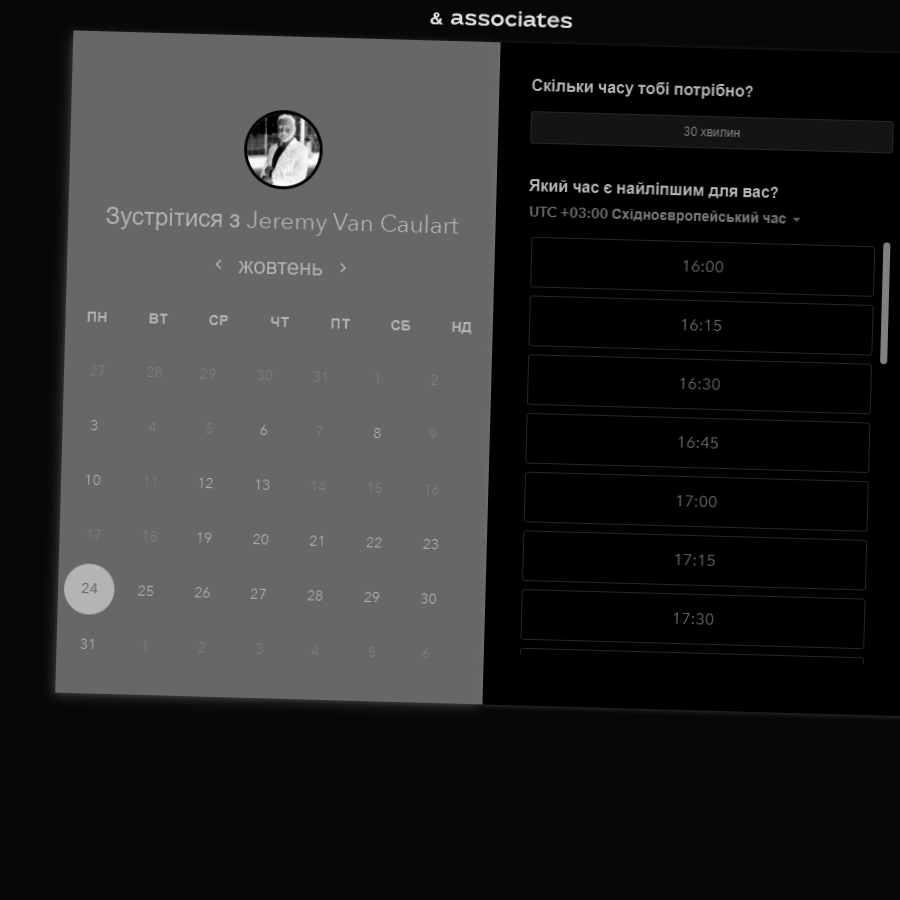 & associates
Зустрітися з Jeremy Van Caulart
жовтень
ПН ВТ СР ЧТ ПТ СБ НД
27 28 29 30 31 1 2
3 4 5 6 7 8 9
10 11 12 13 14 15 16
17 18 19 20 21 22 23
24 25 26 27 28 29 30
31 1 2 3 4 5 6
Скільки часу тобі потрібно?
30 хвилин
Який час є найліпшим для вас?
UTC +03:00 Східноєвропейський час
16:00
16:15
16:30
16:45
17:00
17:15
17:30